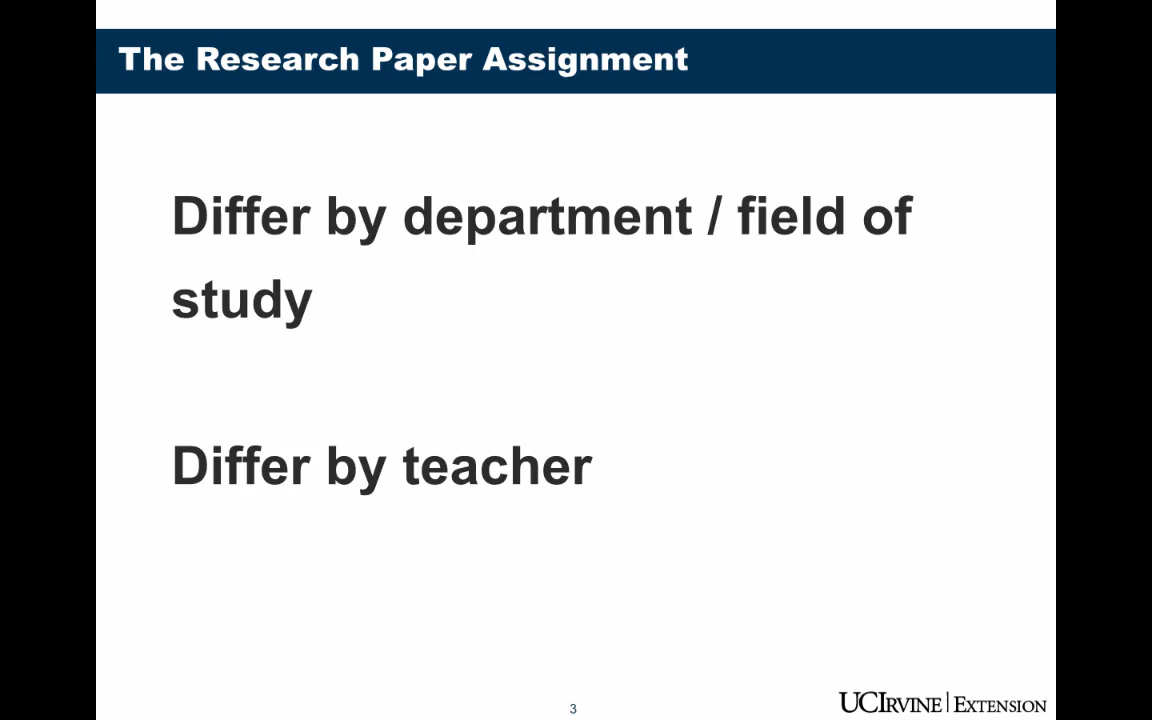 The Research Paper Assignment
Differ by department / field of
study
Differ by teacher
3
UCIRVINE | EXTENSION